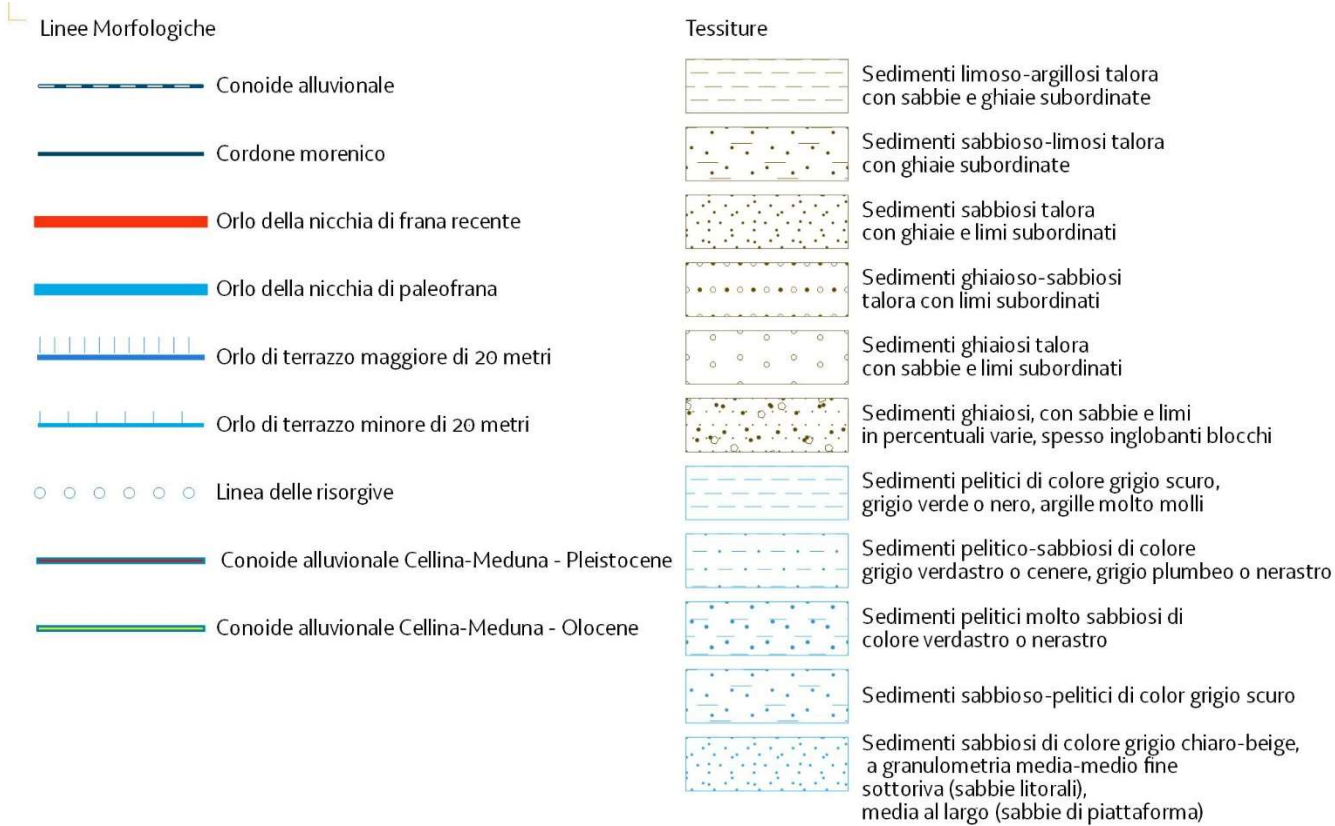 Linee Morfologiche
Conoide alluvionale
Cordone morenico
Orlo della nicchia di frana recente
Orlo della nicchia di paleofrana
Orlo di terrazzo maggiore di 20 metri
Orlo di terrazzo minore di 20 metri
Linea delle risorgive
Conoide alluvionale Cellina-Meduna - Pleistocene
Conoide alluvionale Cellina-Meduna - Olocene
Tessiture
Sedimenti limoso-argillosi talora
con sabbie e ghiaie subordinate
Sedimenti sabbioso-limosi talora
con ghiaie subordinate
Sedimenti sabbiosi talora
con ghiaie e limi subordinati
Sedimenti ghiaioso-sabbiosi
talora con limi subordinati
Sedimenti ghiaiosi talora
con sabbie e limi subordinati
Sedimenti ghiaiosi, con sabbie e limi
in percentuali varie, spesso inglobanti blocchi
Sedimenti pelitici di colore grigio scuro,
grigio verde o nero, argille molto molli
Sedimenti pelitico-sabbiosi di colore
grigio verdastro o cenere, grigio plumbeo o nerastro
Sedimenti pelitici molto sabbiosi di
colore verdastro o nerastro
Sedimenti sabbioso-pelitici di color grigio scuro
Sedimenti sabbiosi di colore grigio chiaro-beige,
a granulometria media-medio fine
sottoriva (sabbie litorali),
media al largo (sabbie di piattaforma)